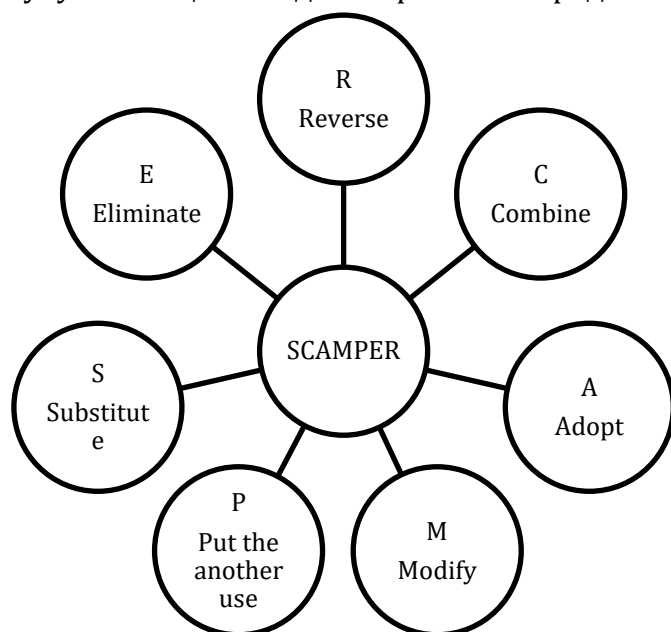 R
Reverse
C
Combine
A
Adopt
M
Modify
P
Put the
another
use
S
Substitut
e
E
Eliminate
SCAMPER